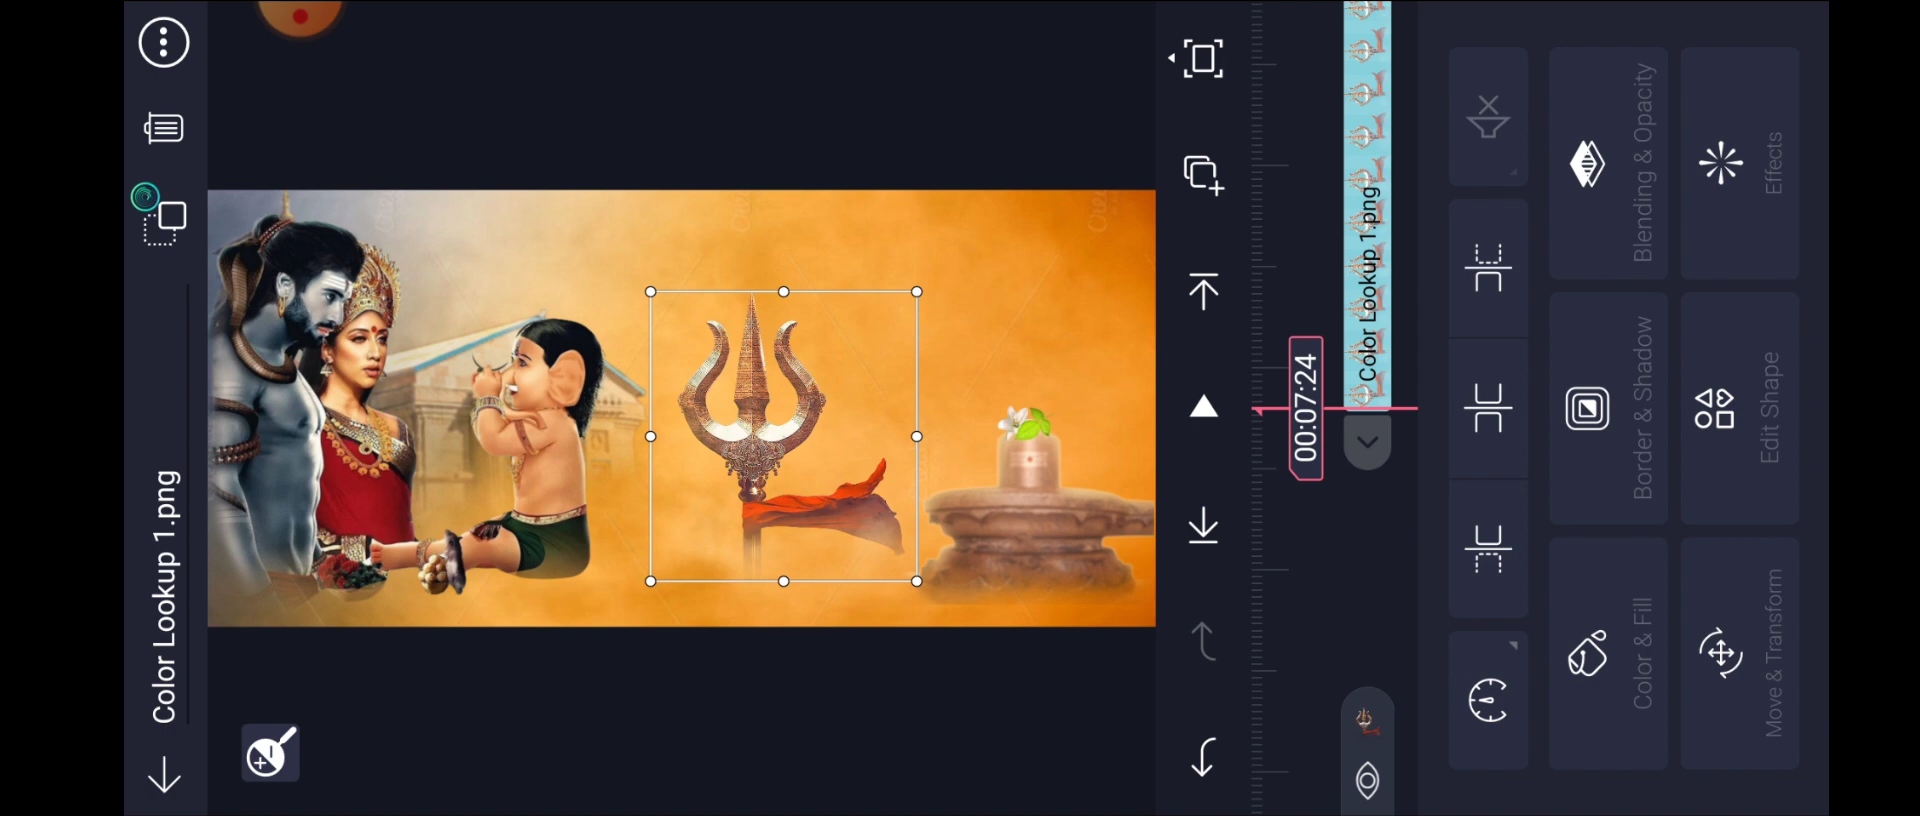 Color Lookup 1.png
Color Lookup 1.png
00:07:24
Blending & Opacity
Effects
Border & Shadow
Edit Shape
Color & Fill
Move & Transform